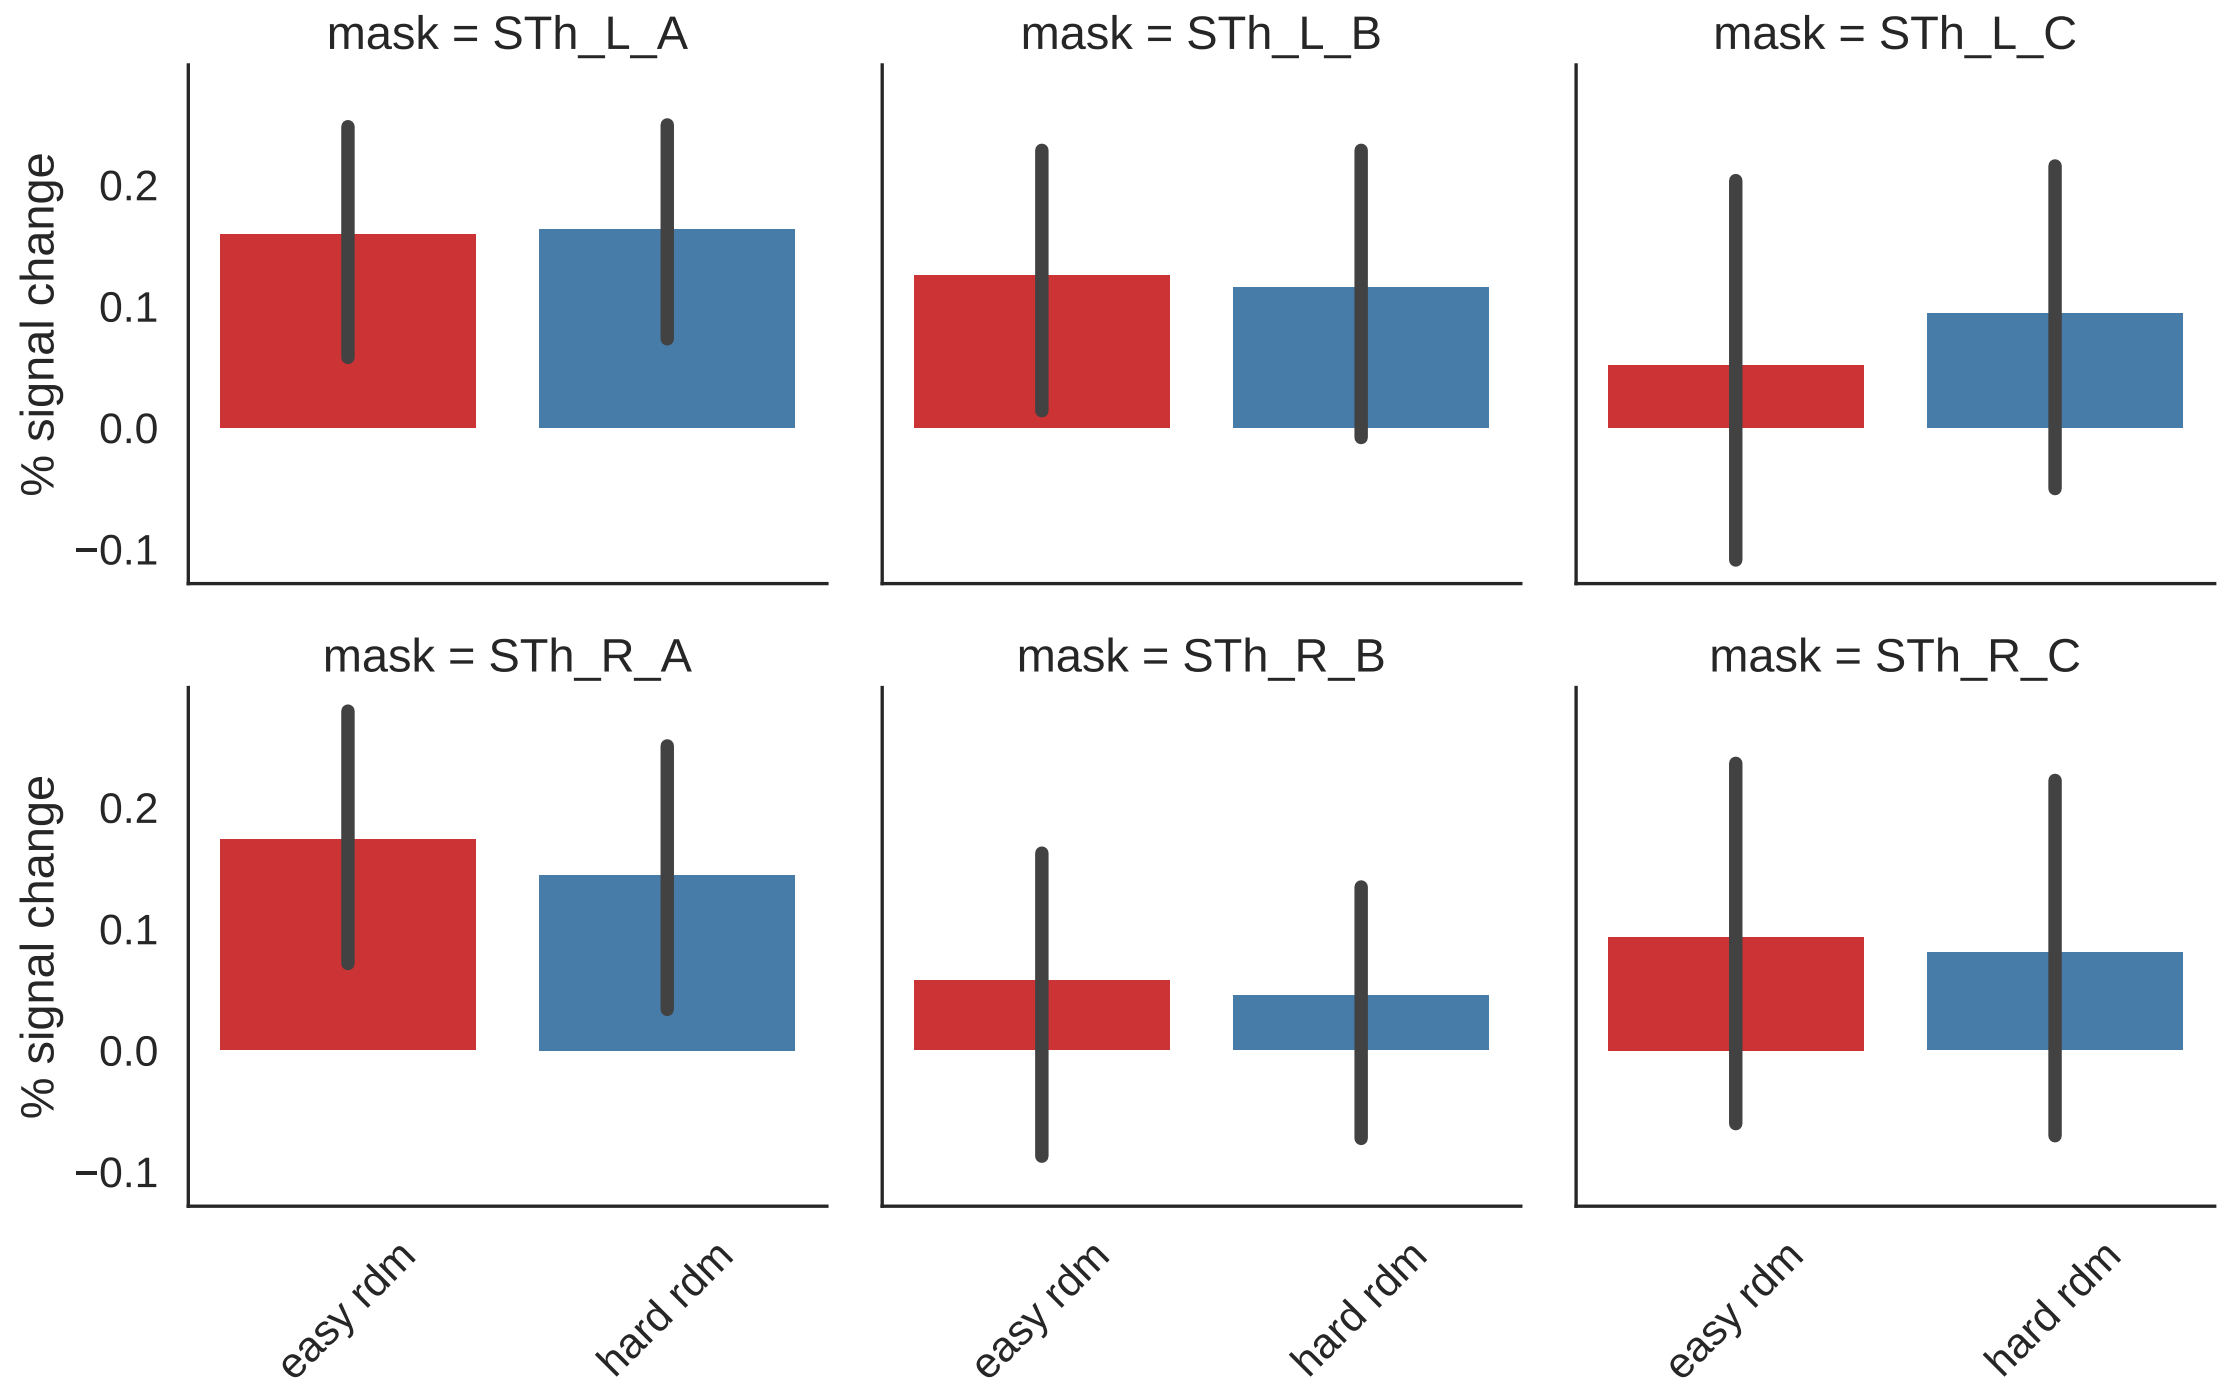 mask = STh_L_A
mask = STh_L_B
mask = STh_L_C
% signal change
0.2
0.1
0.0
−0.1
mask = STh_R_A
mask = STh_R_B
mask = STh_R_C
% signal change
0.2
0.1
0.0
−0.1
easy rdm
hard rdm
easy rdm
hard rdm
easy rdm
hard rdm